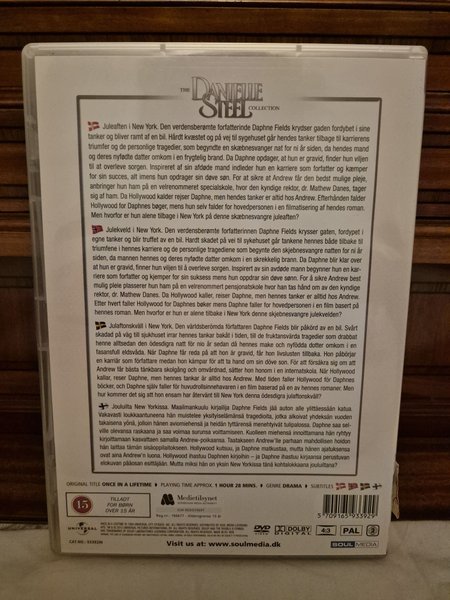 THE
DANIELLE
STEEL
COLLECTION
Juleaften i New York. Den verdensberømte forfatterinde Daphne Fields krydser gaden fordybet i sine
tanker og bliver ramt af en bil. Hårdt kvæstet og på vej til sygehuset går hendes tanker tilbage til karrierens
triumfer og de personlige tragedier, som begyndte en skæbnesvanger nat for ni år siden, da hendes mand
og deres nyfødte datter omkom i en frygtelig brand. Da Daphne opdager, at hun er gravid, finder hun viljen
til at overleve sorgen. Inspireret af sin afdøde mand indleder hun en karriere som forfatter og kæmper
for sin succes, alt imens hun opdrager sin døve søn. For at sikre at Andrew får den bedst mulige pleje,
anbringer hun ham på en velrenommeret specialskole, hvor den kyndige rektor, dr. Mathew Danes, tager
sig af ham. Da Hollywood kalder rejser Daphne, men hendes tanker er altid hos Andrew. Efterhånden falder
Hollywood for Daphnes bøger, mens hun selv falder for hovedpersonen i en filmatisering af hendes roman.
Men hvorfor er hun alene tilbage i New York på denne skæbnesvangre juleaften?
Julekveld i New York. Den verdensberømte forfatterinnen Daphne Fields krysser gaten, fordypet i
egne tanker og blir truffet av en bil. Hardt skadet på vei til sykehuset går tankene hennes både tilbake til
triumfene i hennes karriere og de personlige tragediene som begynte den skjebnesvangre natten for ni år
siden, da mannen hennes og deres nyfødte datter omkom i en skrekkelig brann. Da Daphne blir klar over
at hun er gravid, finner hun viljen til å overleve sorgen. Inspirert av sin avdøde mann begynner hun en kar-
riere som forfatter og kjemper for sin suksess mens hun oppdrar sin døve sønn. For å sikre Andrew best
mulig pleie plasserer hun ham på en velrenommert pensjonatskole hvor han tas hånd om av den kyndige
rektor, dr. Matthew Danes. Da Hollywood kaller, reiser Daphne, men hennes tanker er alltid hos Andrew.
Etter hvert faller Hollywood for Daphnes bøker mens hun selv faller for hovedpersonen i en film basert på
hennes roman. Men hvorfor er hun er alene tilbake i New York denne skjebnesvangre julekvelden?
Julaftonskväll i New York. Den världsberömda författaren Daphne Fields blir påkörd av en bil. Svårt
skadad på väg till sjukhuset irrar hennes tankar bakåt i tiden, till de fruktansvärda tragedier som drabbat
henne alltsedan den ödesdigra natt för nio år sedan då hennes make och nyfödda dotter omkom i en
fasansfull eldsvåda. När Daphne får reda på att hon är gravid, får hon livslusten tillbaka. Hon påbörjar
en karriär som författare medan hon kämpar för att ta hand om sin döve son. För att försäkra sig om att
Andrew får bästa tänkbara skolgång och omvårdnad, sätter hon honom i en internatskola. När Hollywood
kallar, reser Daphne, men hennes tankar är alltid hos Andrew. Med tiden faller Hollywood för Daphnes
böcker, och Daphne själv faller för huvudrollsinnehavaren i en film baserad på en av hennes romaner. Men
hur kommer det sig att hon ensam har återvänt till New York denna ödesdigra julaftonskväll?
Jouluilta New Yorkissa. Maailmankuulu kirjailija Daphne Fields jää auton alle ylittäessään katua.
Vakavasti loukkaantuneena hän muistelee yksityiselämänsä tragedioita, jotka alkoivat yhdeksän vuoden
takaisena yönä, jolloin hänen aviomiehensä ja heidän tyttärensä menehtyivät tulipalossa. Daphne saa sel-
ville olevansa raskaana ja saa voimaa surunsa voittamiseen. Kuolleen miehensä innoittamana hän ryhtyy
kirjoittamaan kasvattaen samalla Andrew-poikaansa. Taatakseen Andrew'lle parhaan mahdollisen hoidon
hän laittaa tämän sisäoppilaitokseen. Hollywood kutsuu, ja Daphne matkustaa, mutta hänen ajatuksensa
ovat aina Andrew'n luona. Hollywood ihastuu Daphnen kirjoihin – ja Daphne ihastuu kirjaansa perustuvan
elokuvan pääosan esittäjään. Mutta miksi hän on yksin New Yorkissa tänä kohtalokkaana jouluiltana?
ORIGINAL TITLE ONCE IN A LIFETIME • PLAYING TIME APPROX. 1 HOUR 28 MINS. • GENRE DRAMA • SUBTITLES
15
TILLADT
FOR BØRN
OVER 15 ÅR
Medietilsynet
5 709165 933929
UNIVERSAL
DVD
DOLBY
DIGITAL
4:3
PAL
2
SOUL MEDIA
Visit us at: www.soulmedia.dk